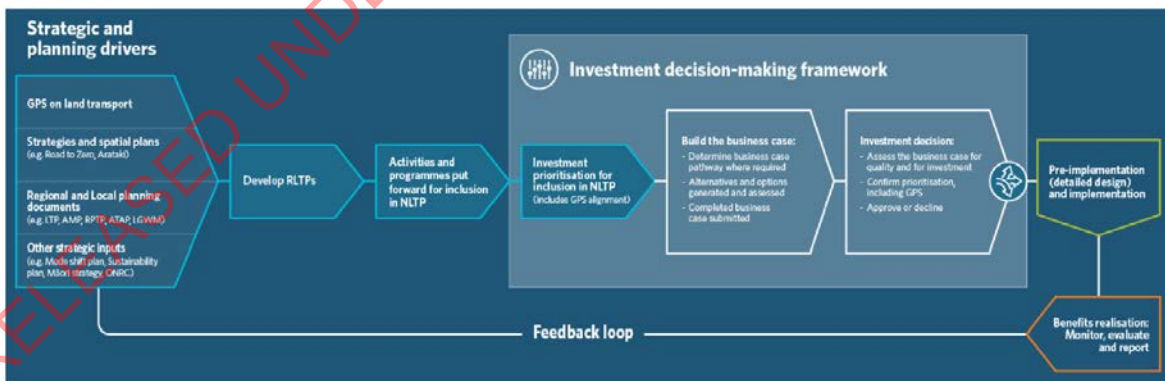 Strategic and
planning drivers
GPS on land transport
Strategies and spatial plans
(e.g. Road to Zero, Arataki)
Regional and Local planning
documents
(e.g. LTP, AMP, RPTP, ATAP, LGWM)
Other strategic inputs
(e.g. Mode shift plan, Sustainability
plan, Māori strategy, ONRC)
Develop RLTPs
Activities and
programmes put
forward for inclusion
in NLTP
Investment decision-making framework
Investment
prioritisation for
inclusion in NLTP
(includes GPS alignment)
Build the business case:
- Determine business case
pathway where required
- Alternatives and options
generated and assessed
- Completed business
case submitted
Investment decision:
- Assess the business case for
quality and for investment
- Confirm prioritisation,
including GPS
- Approve or decline
Pre-implementation
(detailed design)
and implementation
Benefits realisation:
Monitor, evaluate
and report
Feedback loop
RELEASED UNDE